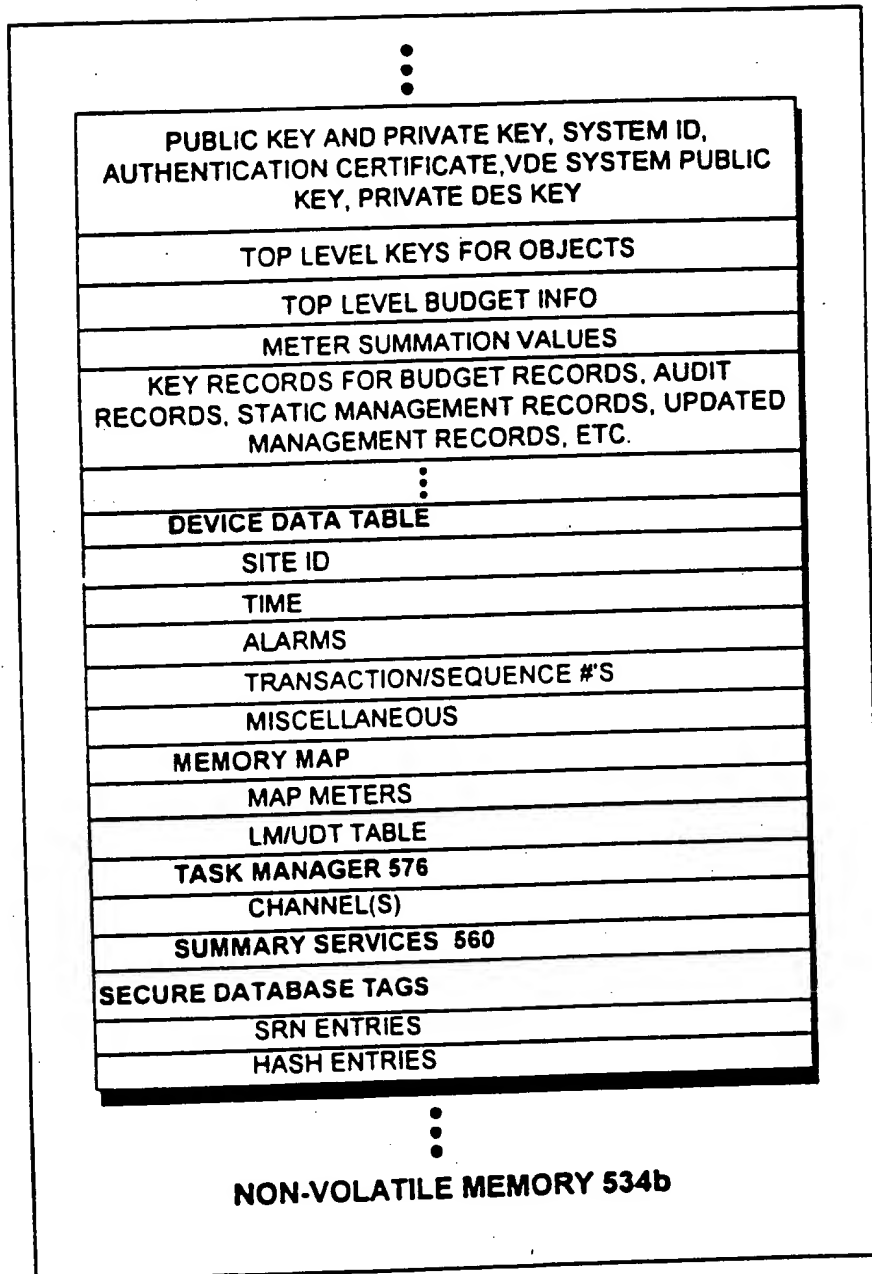 PUBLIC KEY AND PRIVATE KEY, SYSTEM ID,
AUTHENTICATION CERTIFICATE,VDE SYSTEM PUBLIC
KEY, PRIVATE DES KEY
TOP LEVEL KEYS FOR OBJECTS
TOP LEVEL BUDGET INFO
METER SUMMATION VALUES
KEY RECORDS FOR BUDGET RECORDS, AUDIT
RECORDS, STATIC MANAGEMENT RECORDS, UPDATED
MANAGEMENT RECORDS, ETC.
DEVICE DATA TABLE
SITE ID
TIME
ALARMS
TRANSACTION/SEQUENCE #'S
MISCELLANEOUS
MEMORY MAP
MAP METERS
LM/UDT TABLE
TASK MANAGER 576
CHANNEL(S)
SUMMARY SERVICES 560
SECURE DATABASE TAGS
SRN ENTRIES
HASH ENTRIES
NON-VOLATILE MEMORY 534b